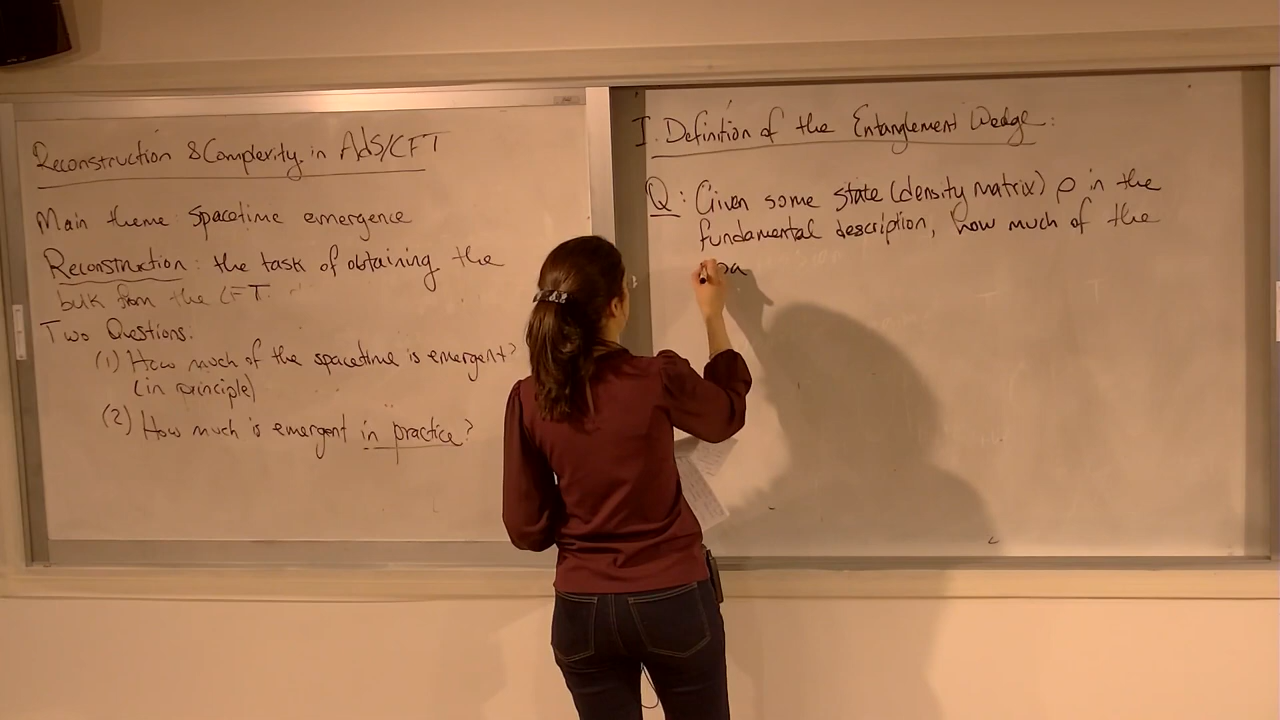 Reconstruction & Complexity in AdS/CFT
Main theme: spacetime emergence
Reconstruction: the task of obtaining the
bulk from the CFT.
Two Questions:
(1) How much of the spacetime is emergent?
(in principle)
(2) How much is emergent in practice?
I. Definition of the Entanglement Wedge:
Q: Given some state (density matrix) ρ in the
fundamental description, how much of the